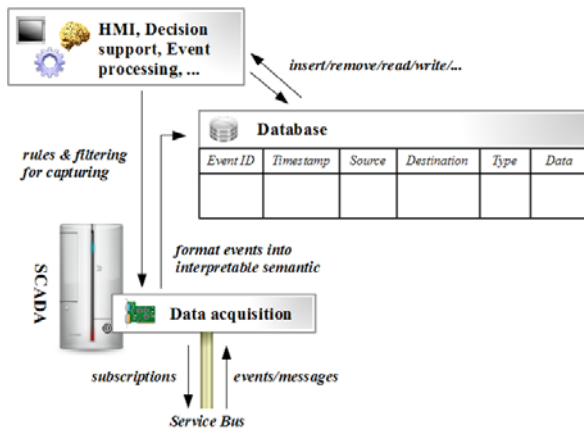 HMI, Decision
support, Event
processing, ...
insert/remove/read/write/...
Database
Event ID Timestamp Source Destination Type Data
rules & filtering
for capturing
format events into
interpretable semantic
SCADA
Data acquisition
subscriptions
events/messages
Service Bus